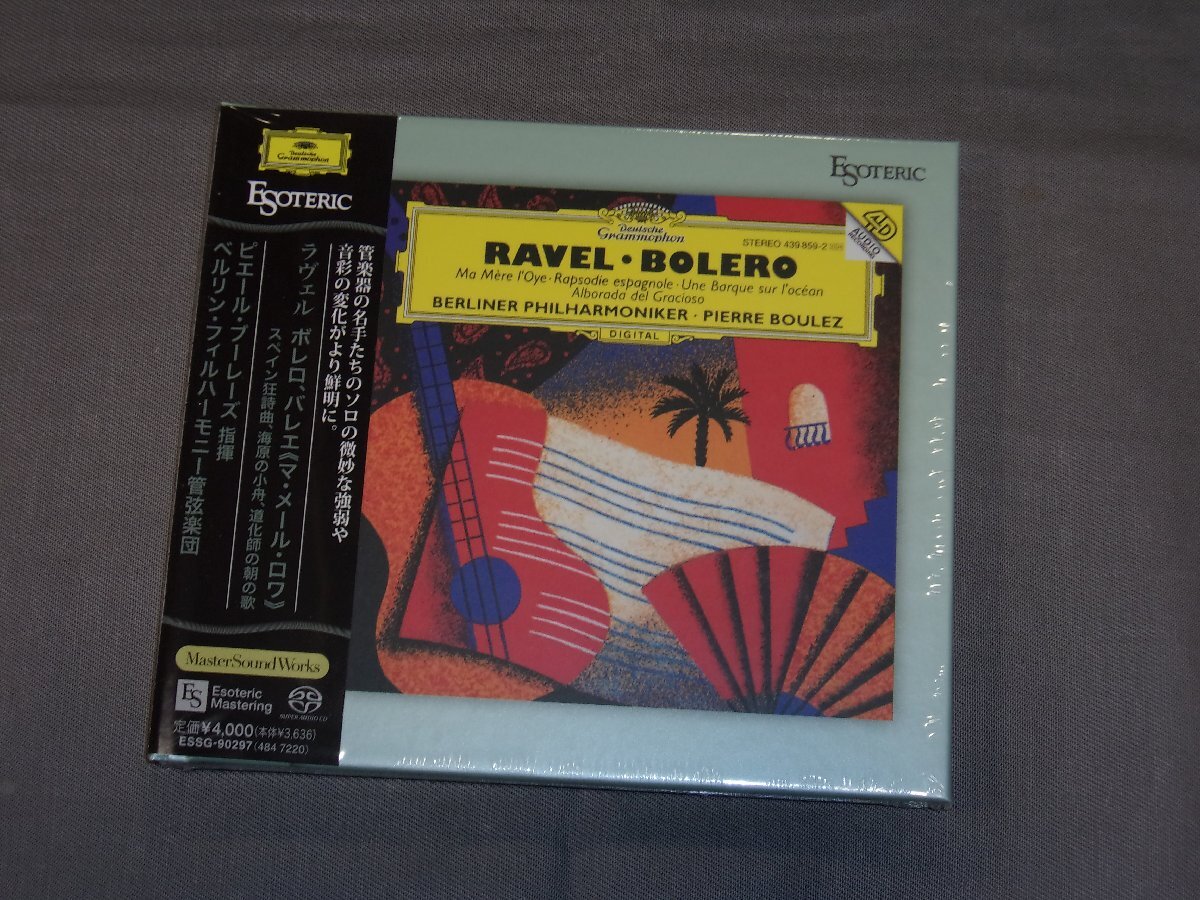 Deutsche
Grammophon
ESOTERIC
管楽器の名手たちのソロの微妙な強弱や
音彩の変化がより鮮明に。
ラヴェル ボレロ、バレエ《マ・メール・ロワ》
スペイン狂詩曲、海原の小舟、道化師の朝の歌
ピエール・ブーレーズ 指揮
ベルリン・フィルハーモニー管弦楽団
MasterSoundWorks
ES
Esoteric
Mastering
SUPER AUDIO CD
定価¥4,000(本体¥3,636)
ESSG-90297(484 7220)
ESOTERIC
Deutsche
Grammophon
STEREO 439 859-2
4D
AUDIO
RECORDING
RAVEL · BOLERO
Ma Mère l'Oye · Rapsodie espagnole · Une Barque sur l'océan
Alborada del Gracioso
BERLINER PHILHARMONIKER · PIERRE BOULEZ
DIGITAL